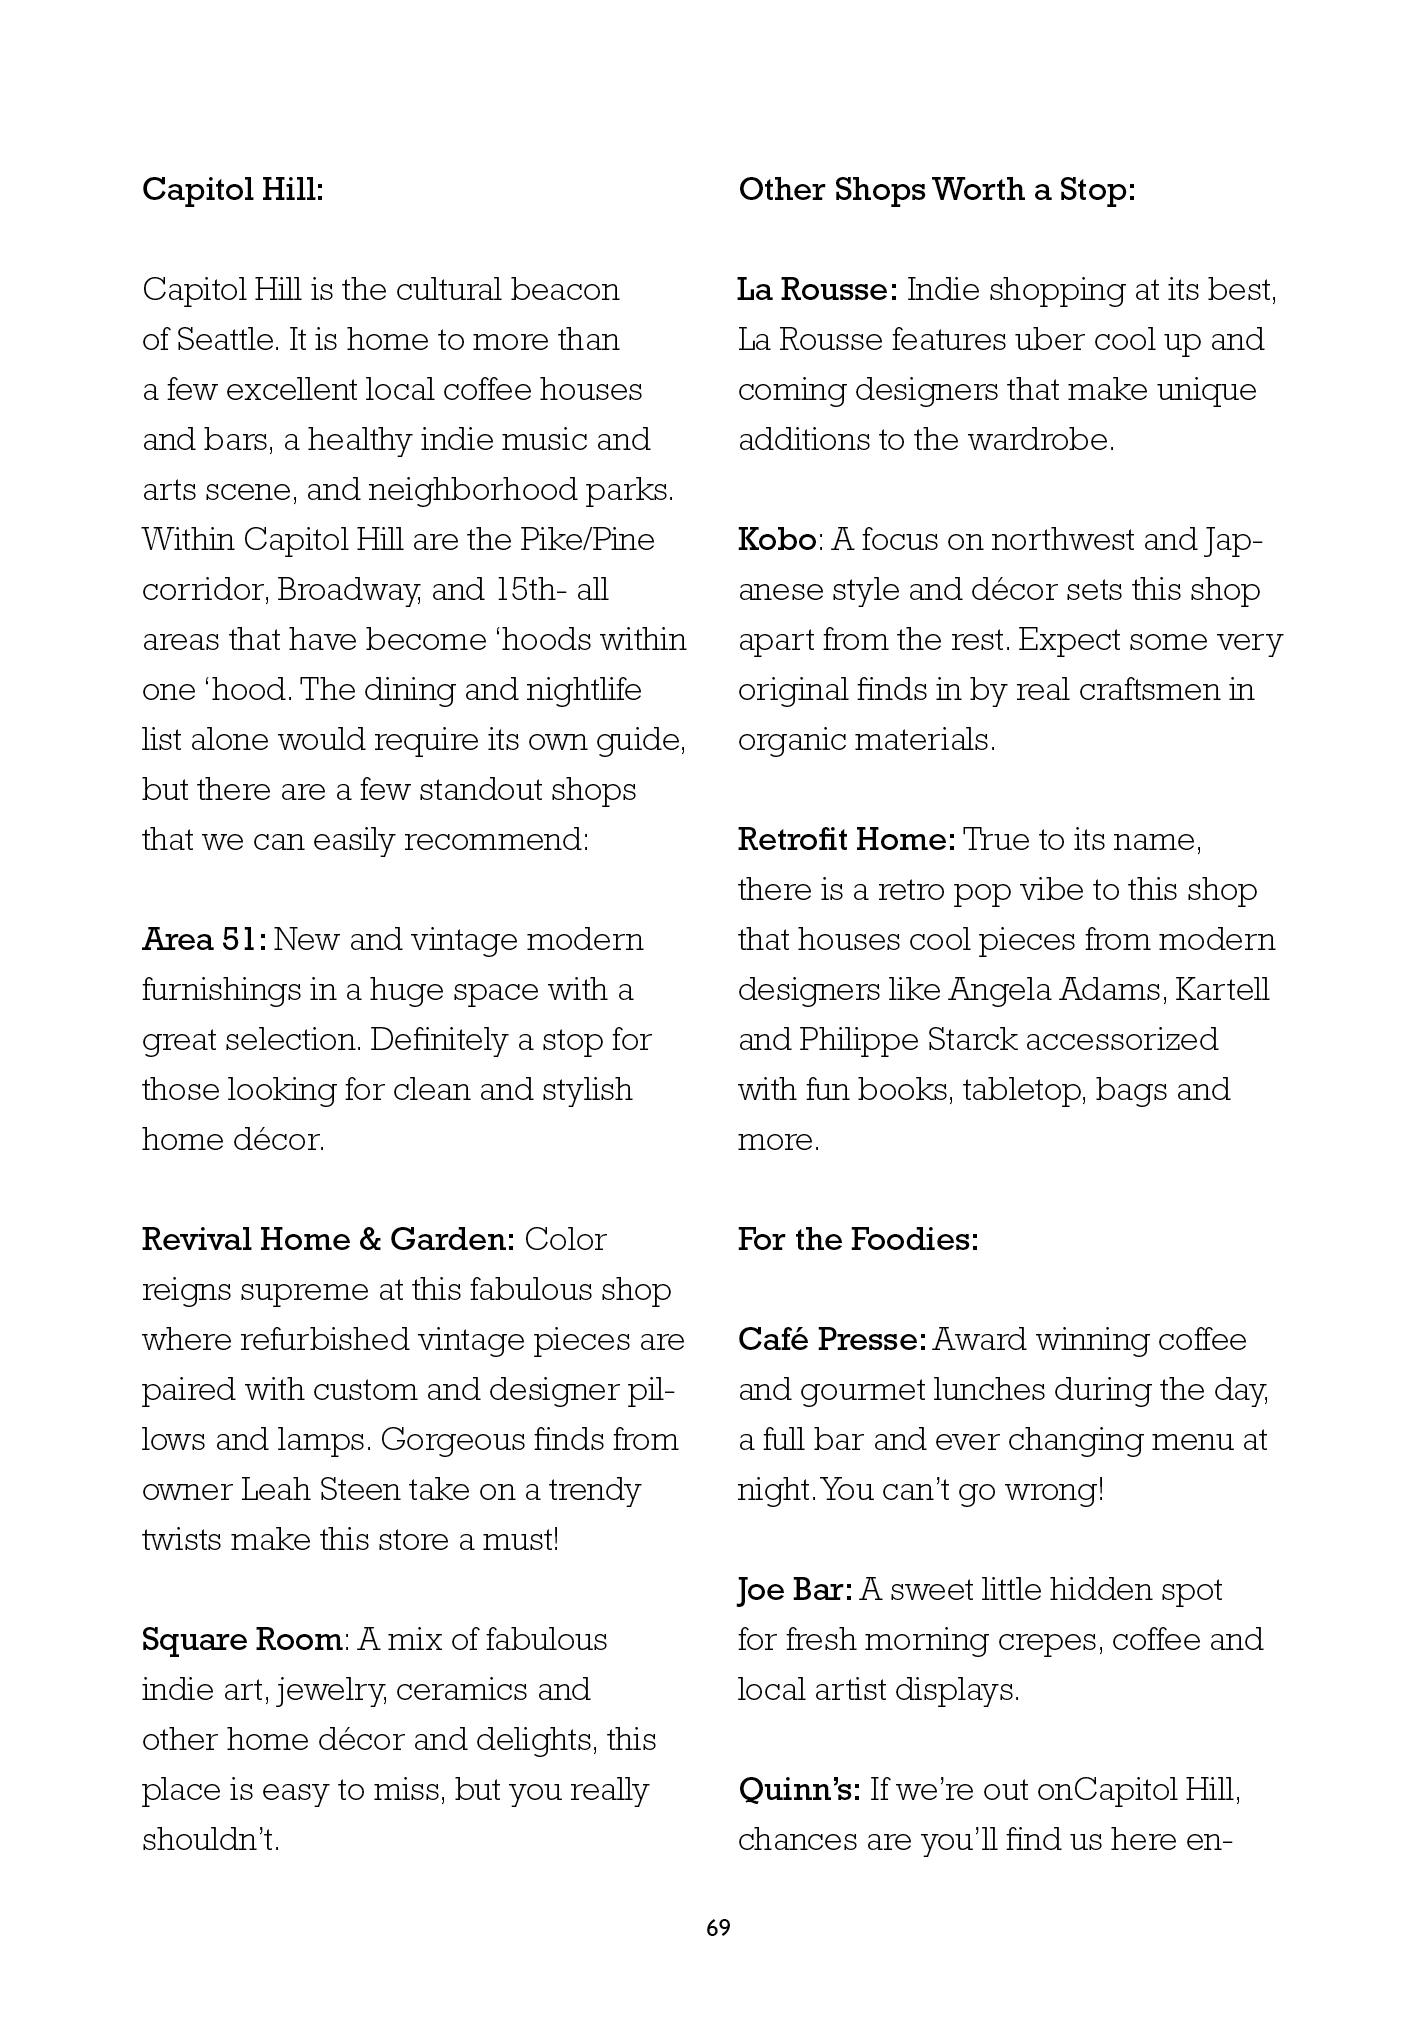 Capitol Hill:
Capitol Hill is the cultural beacon
of Seattle. It is home to more than
a few excellent local coffee houses
and bars, a healthy indie music and
arts scene, and neighborhood parks.
Within Capitol Hill are the Pike/Pine
corridor, Broadway, and 15th- all
areas that have become ‘hoods within
one ‘hood. The dining and nightlife
list alone would require its own guide,
but there are a few standout shops
that we can easily recommend:
Area 51: New and vintage modern
furnishings in a huge space with a
great selection. Definitely a stop for
those looking for clean and stylish
home décor.
Revival Home & Garden: Color
reigns supreme at this fabulous shop
where refurbished vintage pieces are
paired with custom and designer pil-
lows and lamps. Gorgeous finds from
owner Leah Steen take on a trendy
twists make this store a must!
Square Room: A mix of fabulous
indie art, jewelry, ceramics and
other home décor and delights, this
place is easy to miss, but you really
shouldn’t.
Other Shops Worth a Stop:
La Rousse: Indie shopping at its best,
La Rousse features uber cool up and
coming designers that make unique
additions to the wardrobe.
Kobo: A focus on northwest and Jap-
anese style and décor sets this shop
apart from the rest. Expect some very
original finds in by real craftsmen in
organic materials.
Retrofit Home: True to its name,
there is a retro pop vibe to this shop
that houses cool pieces from modern
designers like Angela Adams, Kartell
and Philippe Starck accessorized
with fun books, tabletop, bags and
more.
For the Foodies:
Café Presse: Award winning coffee
and gourmet lunches during the day,
a full bar and ever changing menu at
night. You can’t go wrong!
Joe Bar: A sweet little hidden spot
for fresh morning crepes, coffee and
local artist displays.
Quinn’s: If we’re out onCapitol Hill,
chances are you’ll find us here en-
69